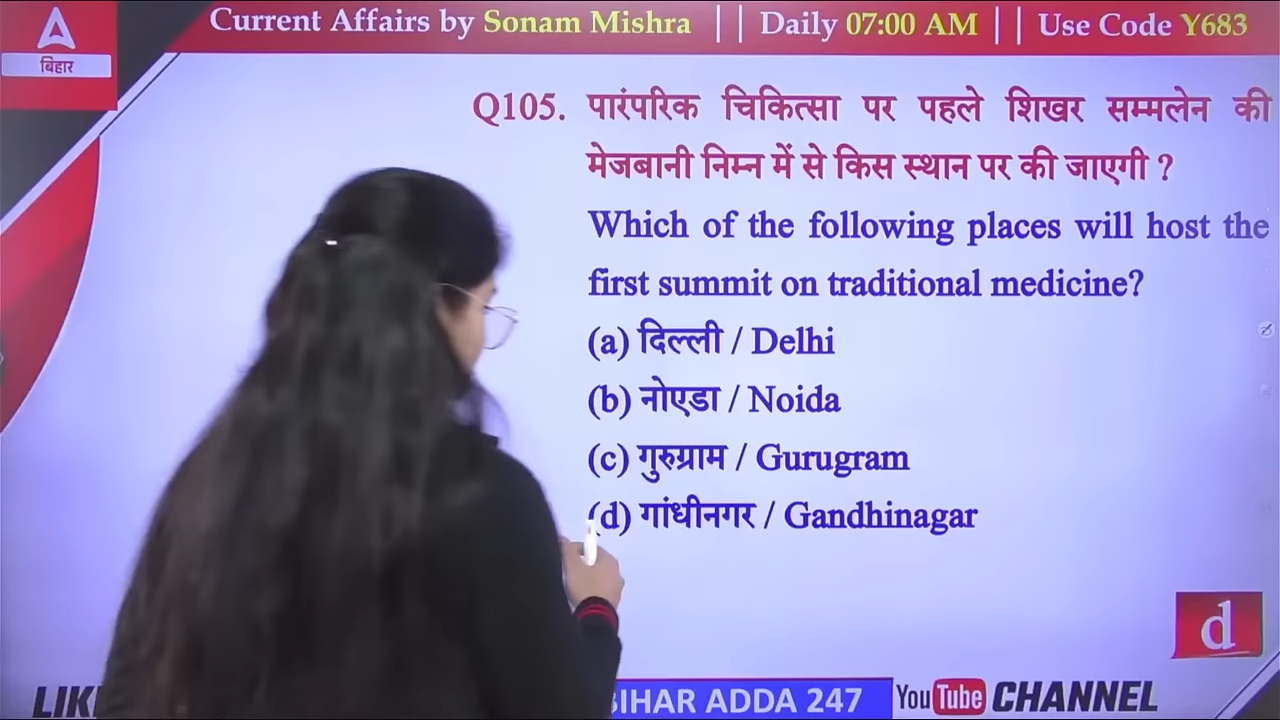 Current Affairs by Sonam Mishra || Daily 07:00 AM || Use Code Y683
बिहार
Q105. पारंपरिक चिकित्सा पर पहले शिखर सम्मलेन की
मेजबानी निम्न में से किस स्थान पर की जाएगी ?
Which of the following places will host the
first summit on traditional medicine?
(a) दिल्ली / Delhi
(b) नोएडा / Noida
(c) गुरुग्राम / Gurugram
(d) गांधीनगर / Gandhinagar
d
BIHAR ADDA 247 YouTube CHANNEL